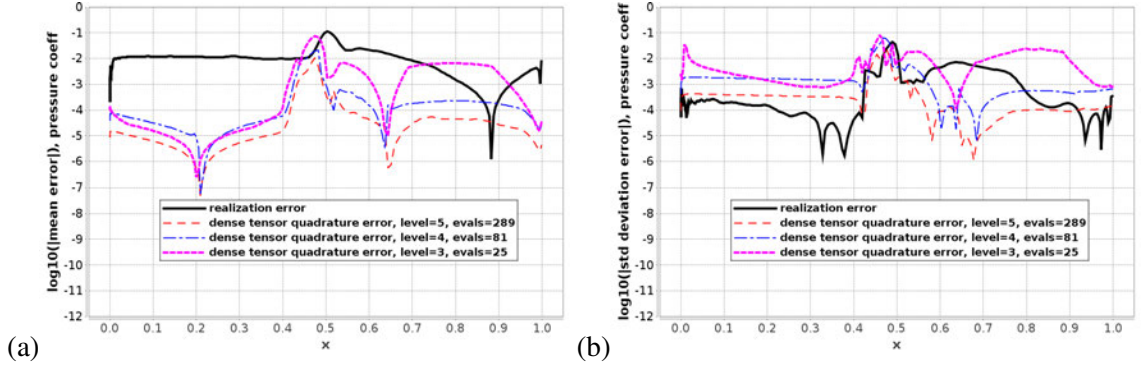 log10(|mean error|), pressure coeff
-1
-2
-3
-4
-5
-6
-7
-8
-9
-10
-11
-12
realization error
dense tensor quadrature error, level=5, evals=289
dense tensor quadrature error, level=4, evals=81
dense tensor quadrature error, level=3, evals=25
0.0 0.1 0.2 0.3 0.4 0.5 0.6 0.7 0.8 0.9 1.0
x
(a)
log10(|std deviation error|), pressure coeff
0
-1
-2
-3
-4
-5
-6
-7
-8
-9
-10
-11
-12
realization error
dense tensor quadrature error, level=5, evals=289
dense tensor quadrature error, level=4, evals=81
dense tensor quadrature error, level=3, evals=25
0.0 0.1 0.2 0.3 0.4 0.5 0.6 0.7 0.8 0.9 1.0
x
(b)